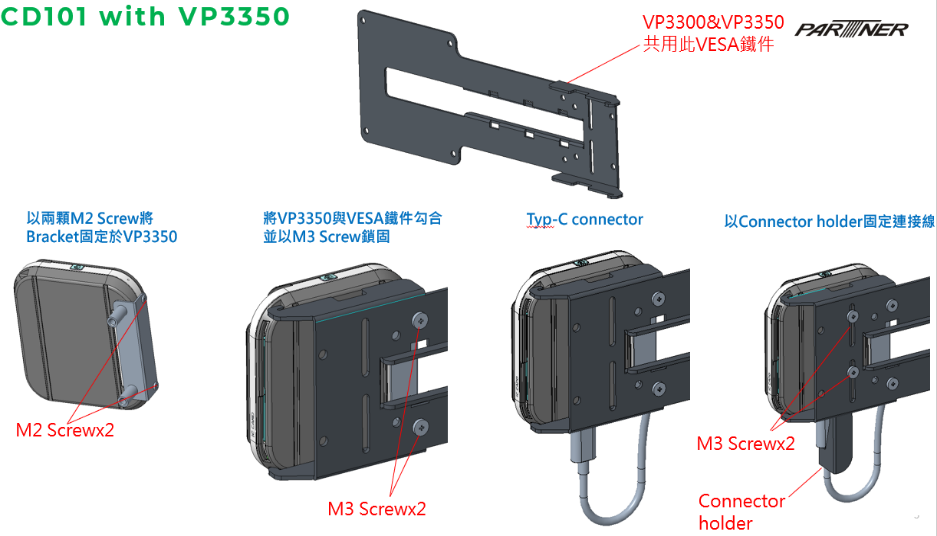 CD101 with VP3350
VP3300&VP3350
共用此VESA鐵件
PARTNER
以兩顆M2 Screw將
Bracket固定於VP3350
將VP3350與VESA鐵件勾合
並以M3 Screw鎖固
Typ-C connector
以Connector holder固定連接線
M2 Screwx2
M3 Screwx2
M3 Screwx2
Connector
holder